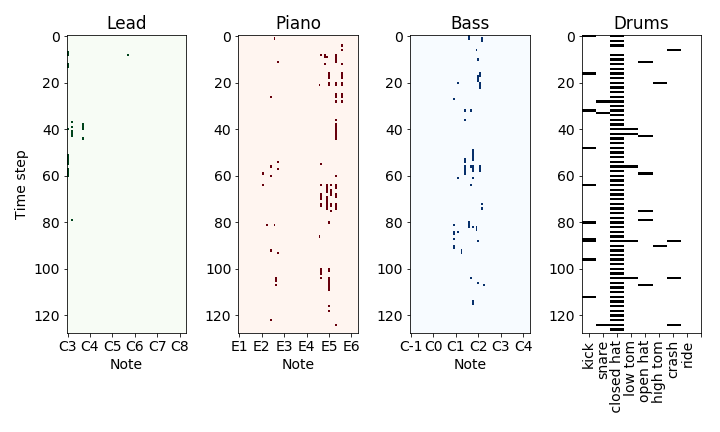 Lead Piano Bass Drums
0 0 0 0
20 20 20 20
40 40 40 40
60 60 60 60
80 80 80 80
100 100 100 100
120 120 120 120
Time step
C3 C4 C5 C6 C7 C8 E1 E2 E3 E4 E5 E6 C-1 C0 C1 C2 C3 C4
Note Note Note
kick
snare
closed hat
low tom
open hat
high tom
crash
ride